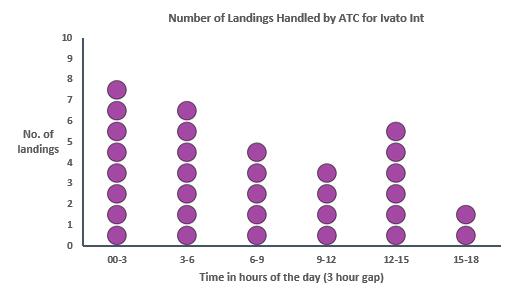 Number of Landings Handled by ATC for Ivato Int
10
9
8
7
6
5
4
3
2
1
0
No. of
landings
00-3 3-6 6-9 9-12 12-15 15-18
Time in hours of the day (3 hour gap)